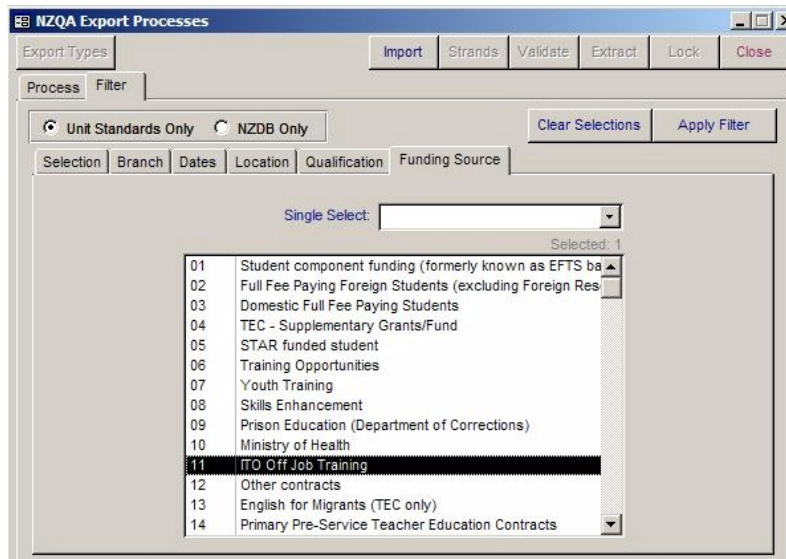 NZQA Export Processes
Export Types Import Strands Validate Extract Lock Close
Process Filter
Unit Standards Only NZDB Only Clear Selections Apply Filter
Selection Branch Dates Location Qualification Funding Source
Single Select:
Selected: 1
01 Student component funding (formerly known as EFTS ba
02 Full Fee Paying Foreign Students (excluding Foreign Res
03 Domestic Full Fee Paying Students
04 TEC - Supplementary Grants/Fund
05 STAR funded student
06 Training Opportunities
07 Youth Training
08 Skills Enhancement
09 Prison Education (Department of Corrections)
10 Ministry of Health
11 ITO Off Job Training
12 Other contracts
13 English for Migrants (TEC only)
14 Primary Pre-Service Teacher Education Contracts